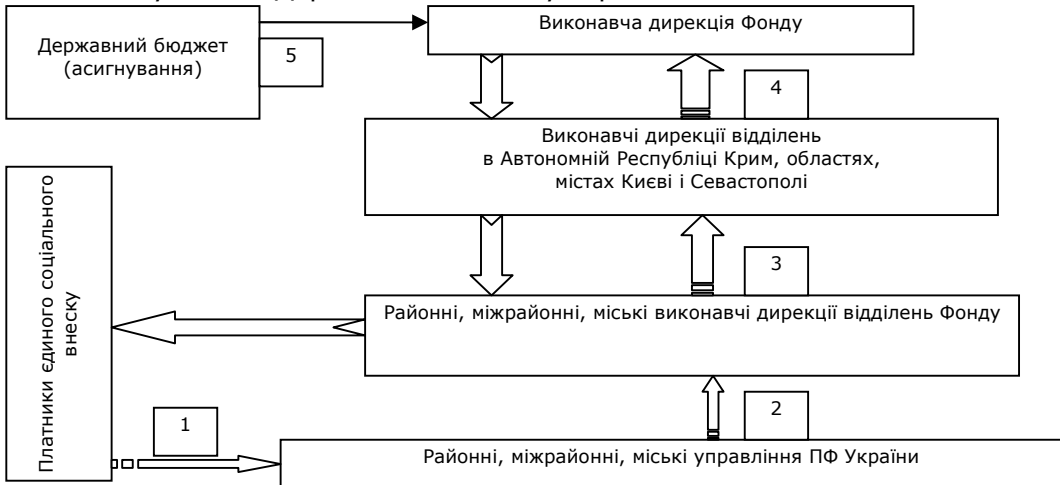 Державний бюджет
(асигнування)
5
Виконавча дирекція Фонду
4
Виконавчі дирекції відділень
в Автономній Республіці Крим, областях,
містах Києві і Севастополі
3
Районні, міжрайонні, міські виконавчі дирекції відділень Фонду
Платники єдиного соціального
внеску
2
1
Районні, міжрайонні, міські управління ПФ України